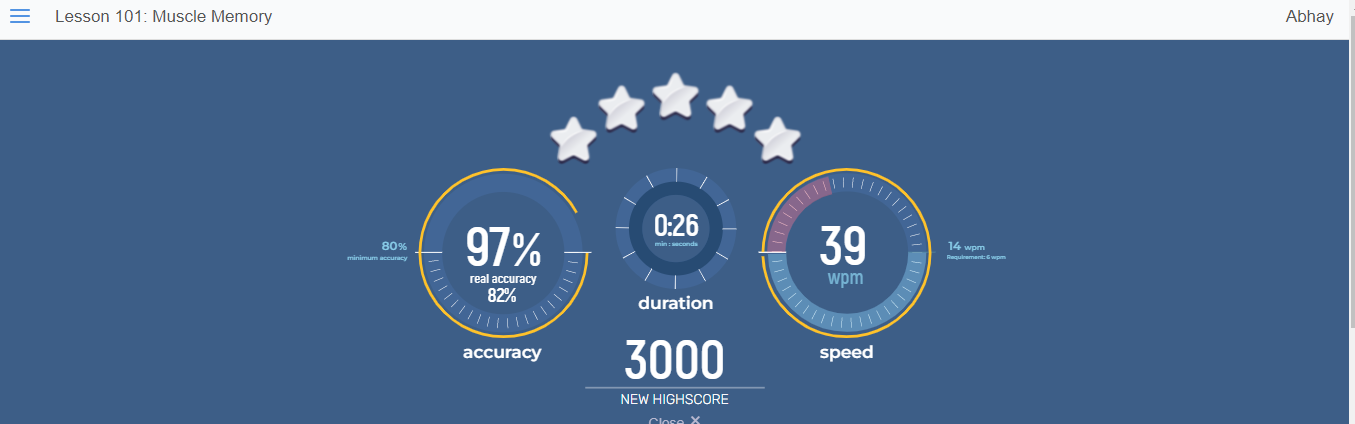 Lesson 101: Muscle Memory
Abhay
80%
minimum accuracy
97%
real accuracy
82%
accuracy
0:26
min : seconds
duration
39
wpm
speed
14 wpm
Requirement: 6 wpm
3000
NEW HIGHSCORE
Close ✕